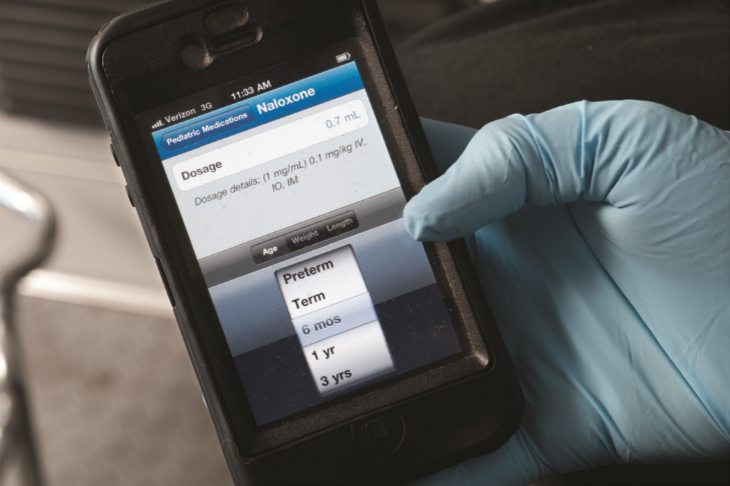 Verizon 3G 11:33 AM
Pediatric Medications Naloxone
Dosage 0.7 mL
Dosage details: (1 mg/mL) 0.1 mg/kg IV,
IO, IM
Age Weight Length
Preterm
Term
6 mos
1 yr
3 yrs